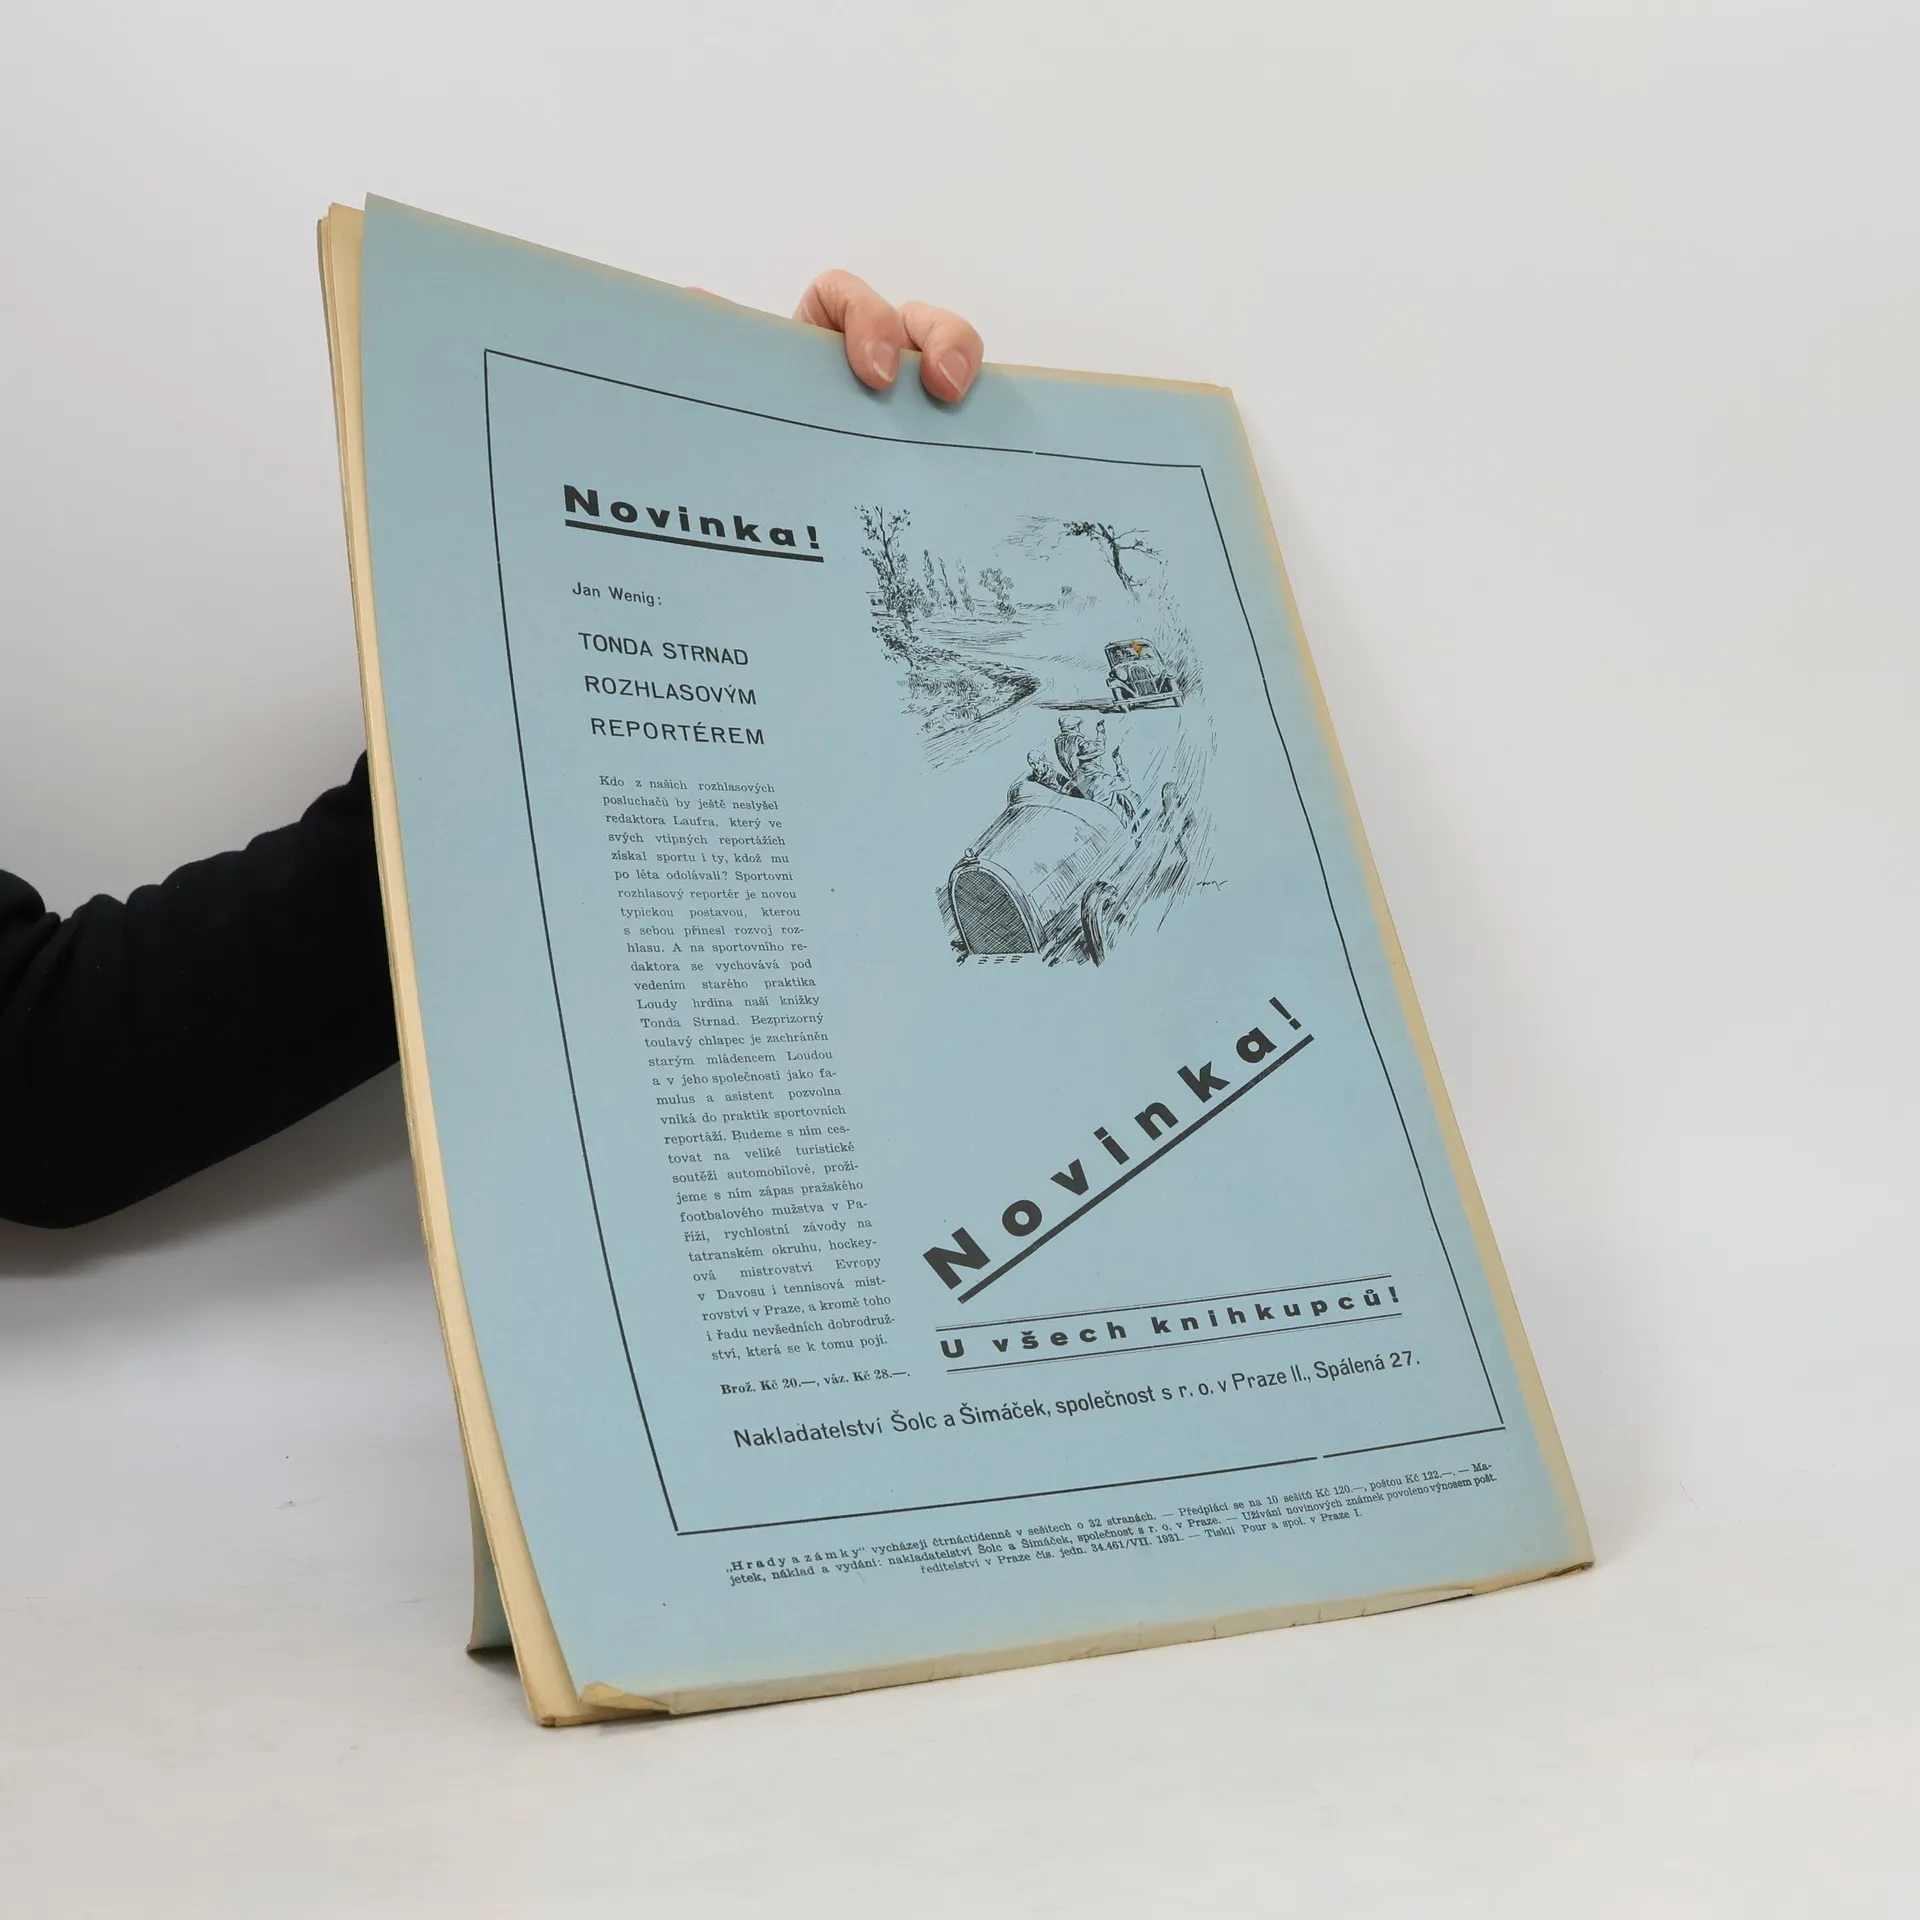 Novinka!
Jan Wenig:
TONDA STRNAD
ROZHLASOVÝM
REPORTÉREM
Kdo z našich rozhlasových
posluchačů by ještě neslyšel
redaktora Laufra, který ve
svých vtipných reportážích
získal sportu i ty, kdož mu
po léta odolávali? Sportovní
rozhlasový reportér je novou
typickou postavou, kterou
s sebou přinesl rozvoj roz-
hlasu. A na sportovního re-
daktora se vychovává pod
vedením starého praktika
Loudy hrdina naší knížky
Tonda Strnad. Bezprizorný
toulavý chlapec je zachráněn
starým mládencem Loudou
a v jeho společnosti jako fa-
mulus a asistent pozvolna
vniká do praktik sportovních
reportáží. Budeme s ním ces-
tovat na veliké turistické
soutěži automobilové, proži-
jeme s ním zápas pražského
footbalového mužstva v Pa-
říži, rychlostní závody na
tatranském okruhu, hockey-
ová mistrovství Evropy
v Davosu i tennisová mist-
rovství v Praze, a kromě toho
i řadu nevšedních dobrodruž-
ství, která se k tomu pojí.
Brož. Kč 20.—, váz. Kč 28.—.
Novinka!
U všech knihkupců!
Nakladatelství Šolc a Šimáček, společnost s r. o. v Praze II., Spálená 27.
„Hrady a zámky“ vycházejí čtrnáctidenně v sešitech o 32 stranách. — Předplácí se na 10 sešitů Kč 120.—, poštou Kč 122.—. — Ma-
jetek, náklad a vydání: nakladatelství Šolc a Šimáček, společnost s r. o. v Praze. — Užívání novinových známek povoleno výnosem pošt.
ředitelství v Praze čís. jedn. 34.461/VII. 1931. — Tiskli Pour a spol. v Praze I.